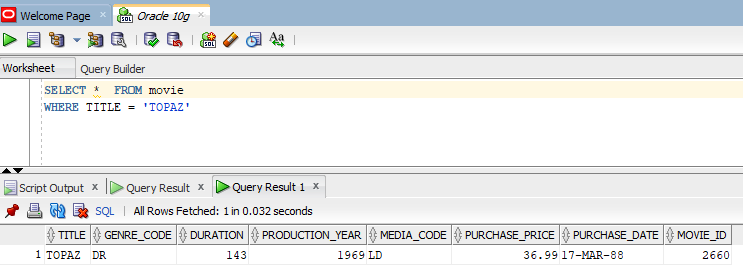 Welcome Page Oracle 10g
Worksheet Query Builder
SELECT * FROM movie
WHERE TITLE = 'TOPAZ'
Script Output Query Result Query Result 1
SQL All Rows Fetched: 1 in 0.032 seconds
TITLE GENRE_CODE DURATION PRODUCTION_YEAR MEDIA_CODE PURCHASE_PRICE PURCHASE_DATE MOVIE_ID
1 TOPAZ DR 143 1969 LD 36.99 17-MAR-88 2660